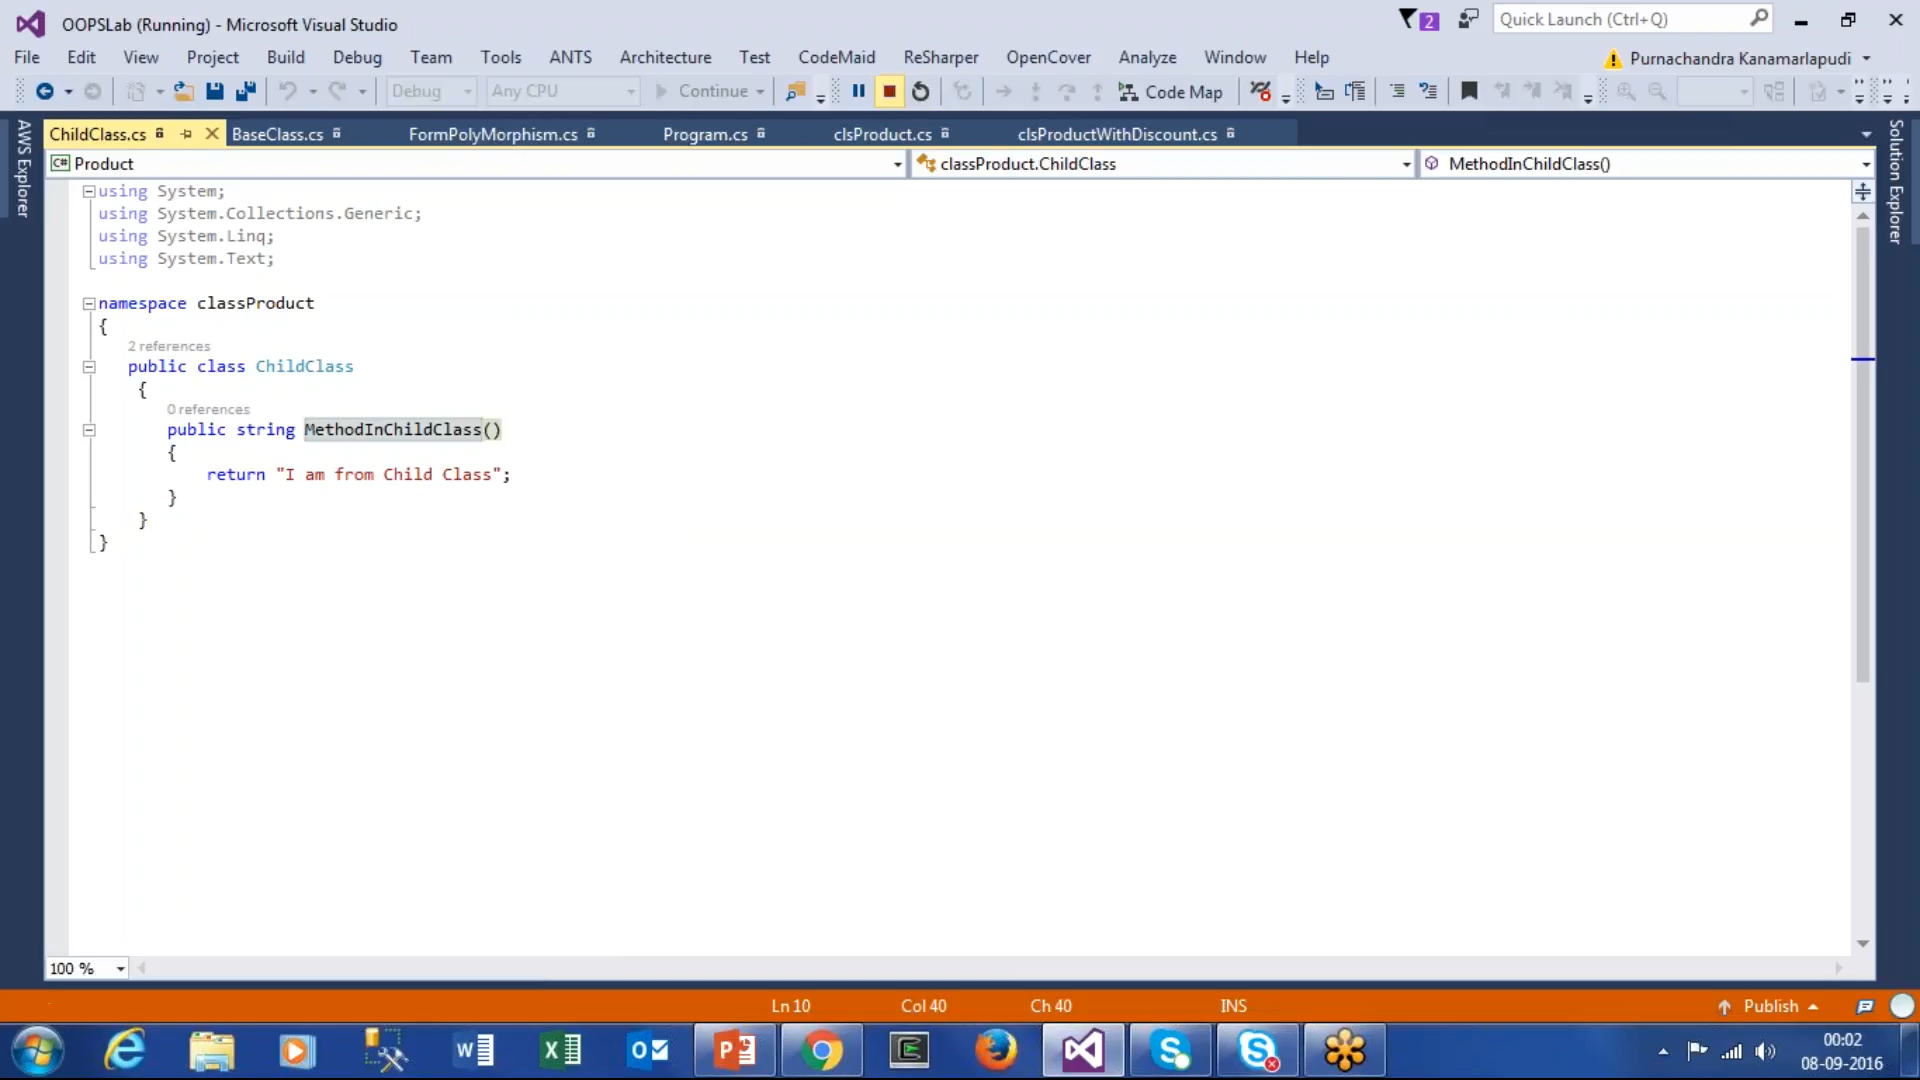 OOPSLab (Running) - Microsoft Visual Studio
2
Quick Launch (Ctrl+Q)
File Edit View Project Build Debug Team Tools ANTS Architecture Test CodeMaid ReSharper OpenCover Analyze Window Help
Purnachandra Kanamarlapudi
Debug Any CPU Continue Code Map
AWS Explorer
ChildClass.cs BaseClass.cs FormPolyMorphism.cs Program.cs clsProduct.cs clsProductWithDiscount.cs
C# Product classProduct.ChildClass MethodInChildClass()
Solution Explorer
using System;
using System.Collections.Generic;
using System.Linq;
using System.Text;
namespace classProduct
{
2 references
public class ChildClass
{
0 references
public string MethodInChildClass()
{
return "I am from Child Class";
}
}
}
100 %
Ln 10 Col 40 Ch 40 INS Publish
00:02
08-09-2016